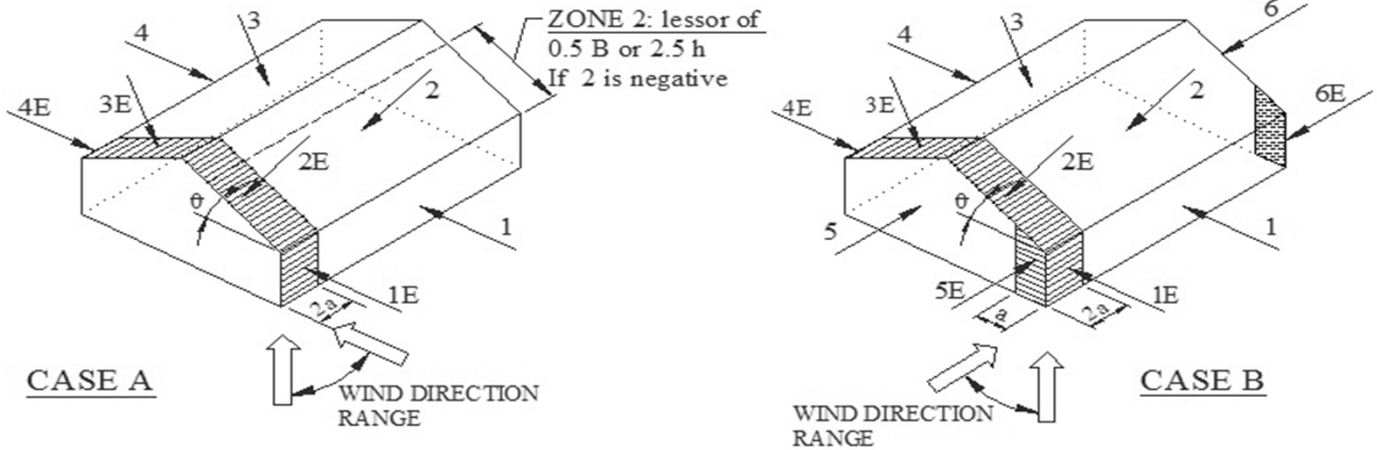 4
3
ZONE 2: lessor of
0.5 B or 2.5 h
If 2 is negative
4E
3E
2
2E
θ
1
1E
2a
CASE A
WIND DIRECTION
RANGE
6
4
3
4E
3E
2
6E
2E
θ
5
1
5E
1E
a
2a
CASE B
WIND DIRECTION
RANGE